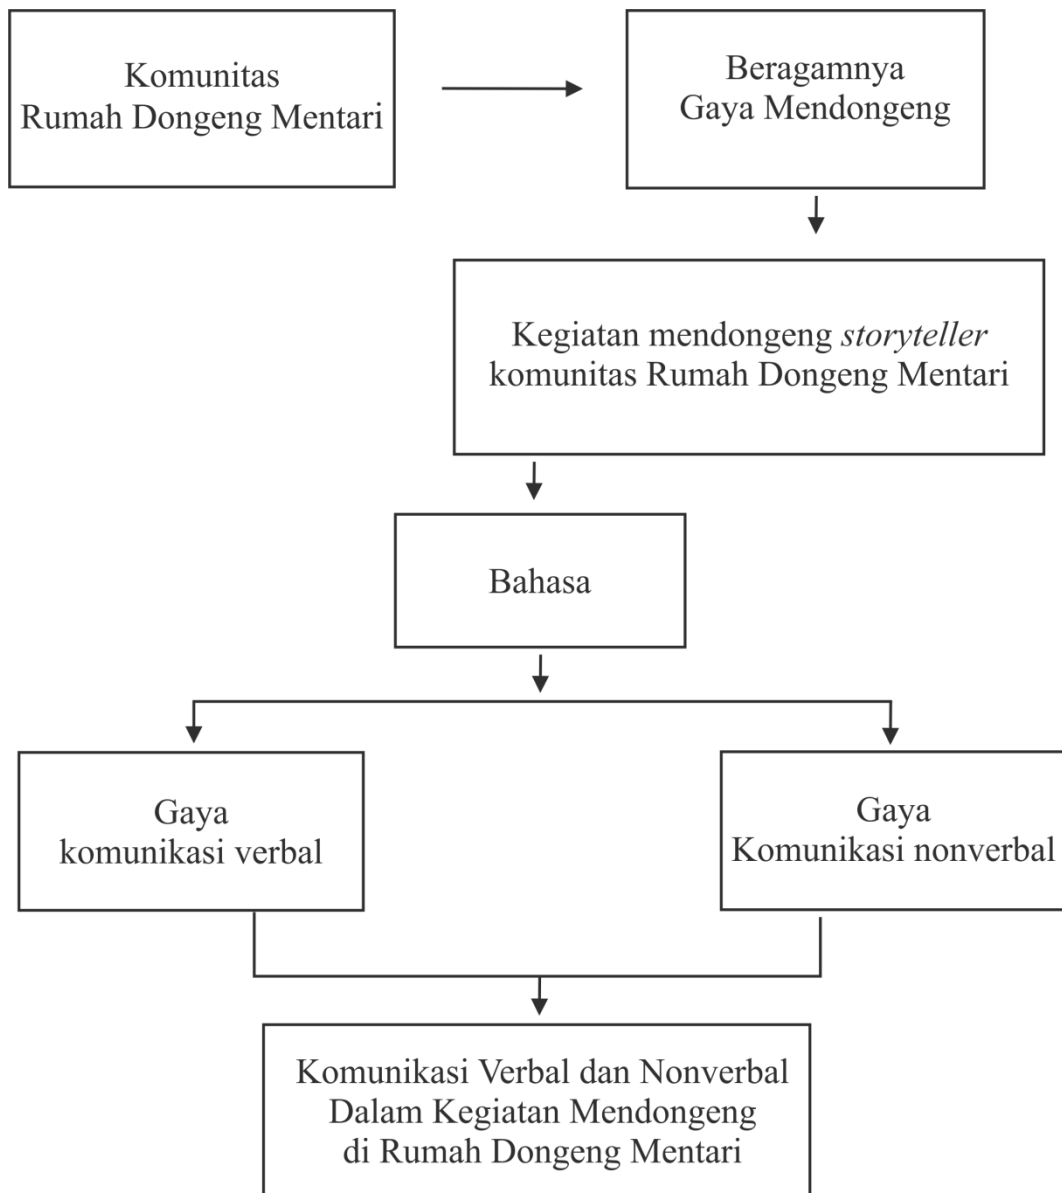 Komunitas
Rumah Dongeng Mentari
Beragamnya
Gaya Mendongeng
Kegiatan mendongeng storyteller
komunitas Rumah Dongeng Mentari
Bahasa
Gaya
komunikasi verbal
Gaya
Komunikasi nonverbal
Komunikasi Verbal dan Nonverbal
Dalam Kegiatan Mendongeng
di Rumah Dongeng Mentari